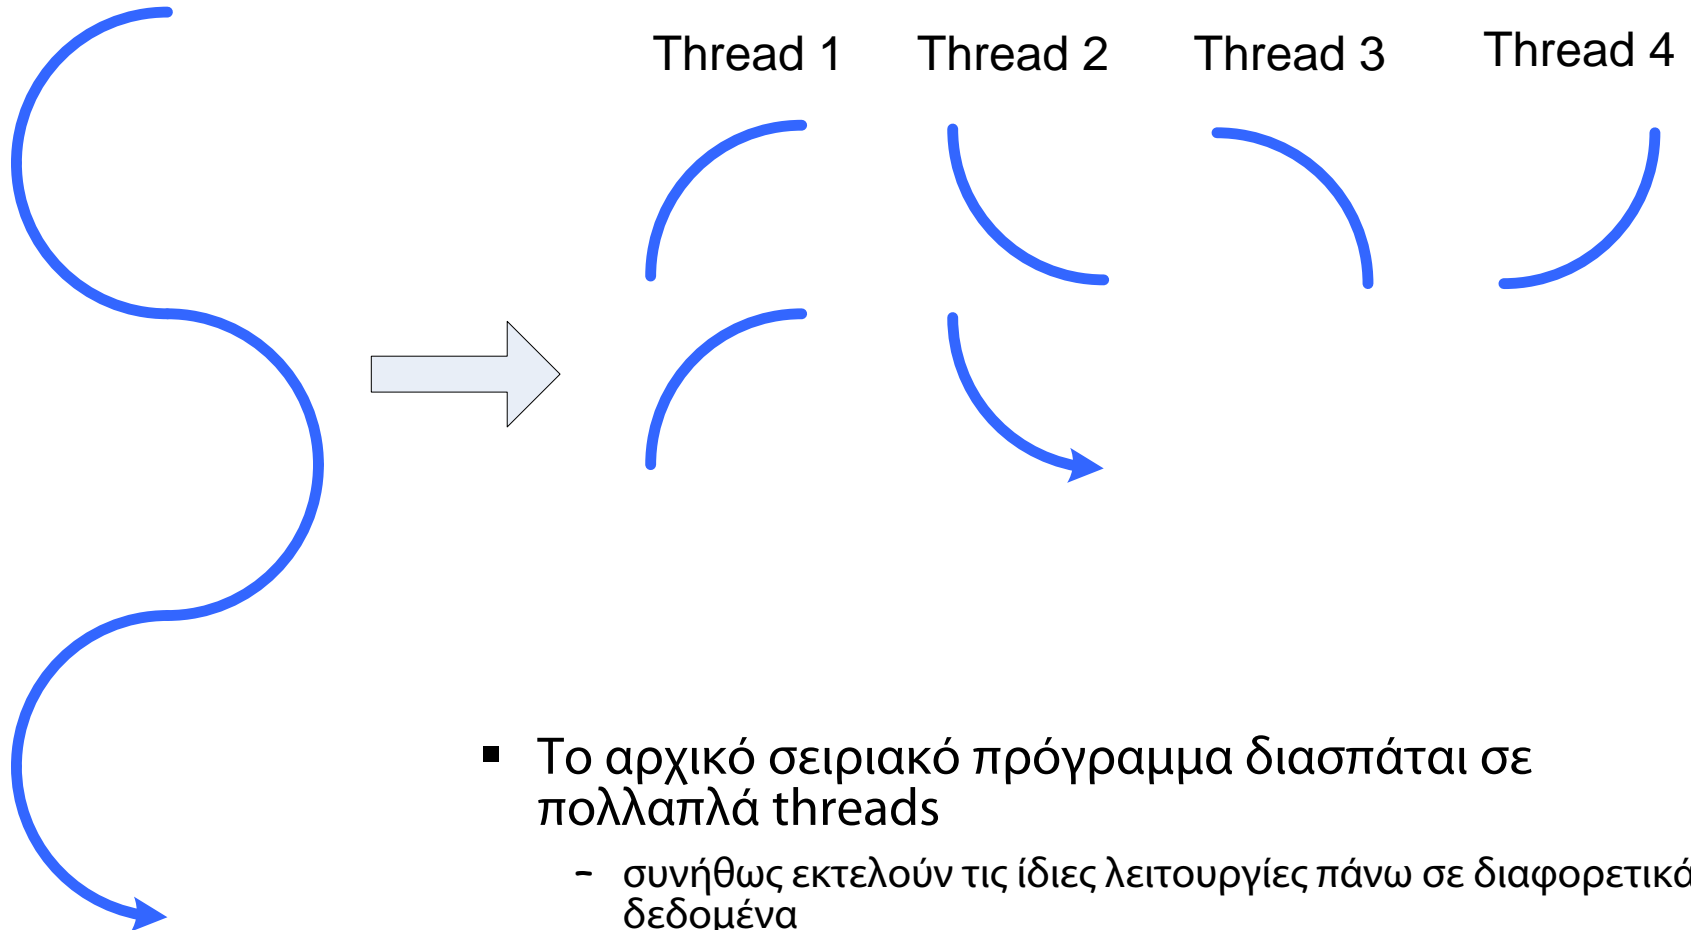 Thread 1 Thread 2 Thread 3 Thread 4
▪ Το αρχικό σειριακό πρόγραμμα διασπάται σε
πολλαπλά threads
– συνήθως εκτελούν τις ίδιες λειτουργίες πάνω σε διαφορετικά
δεδομένα